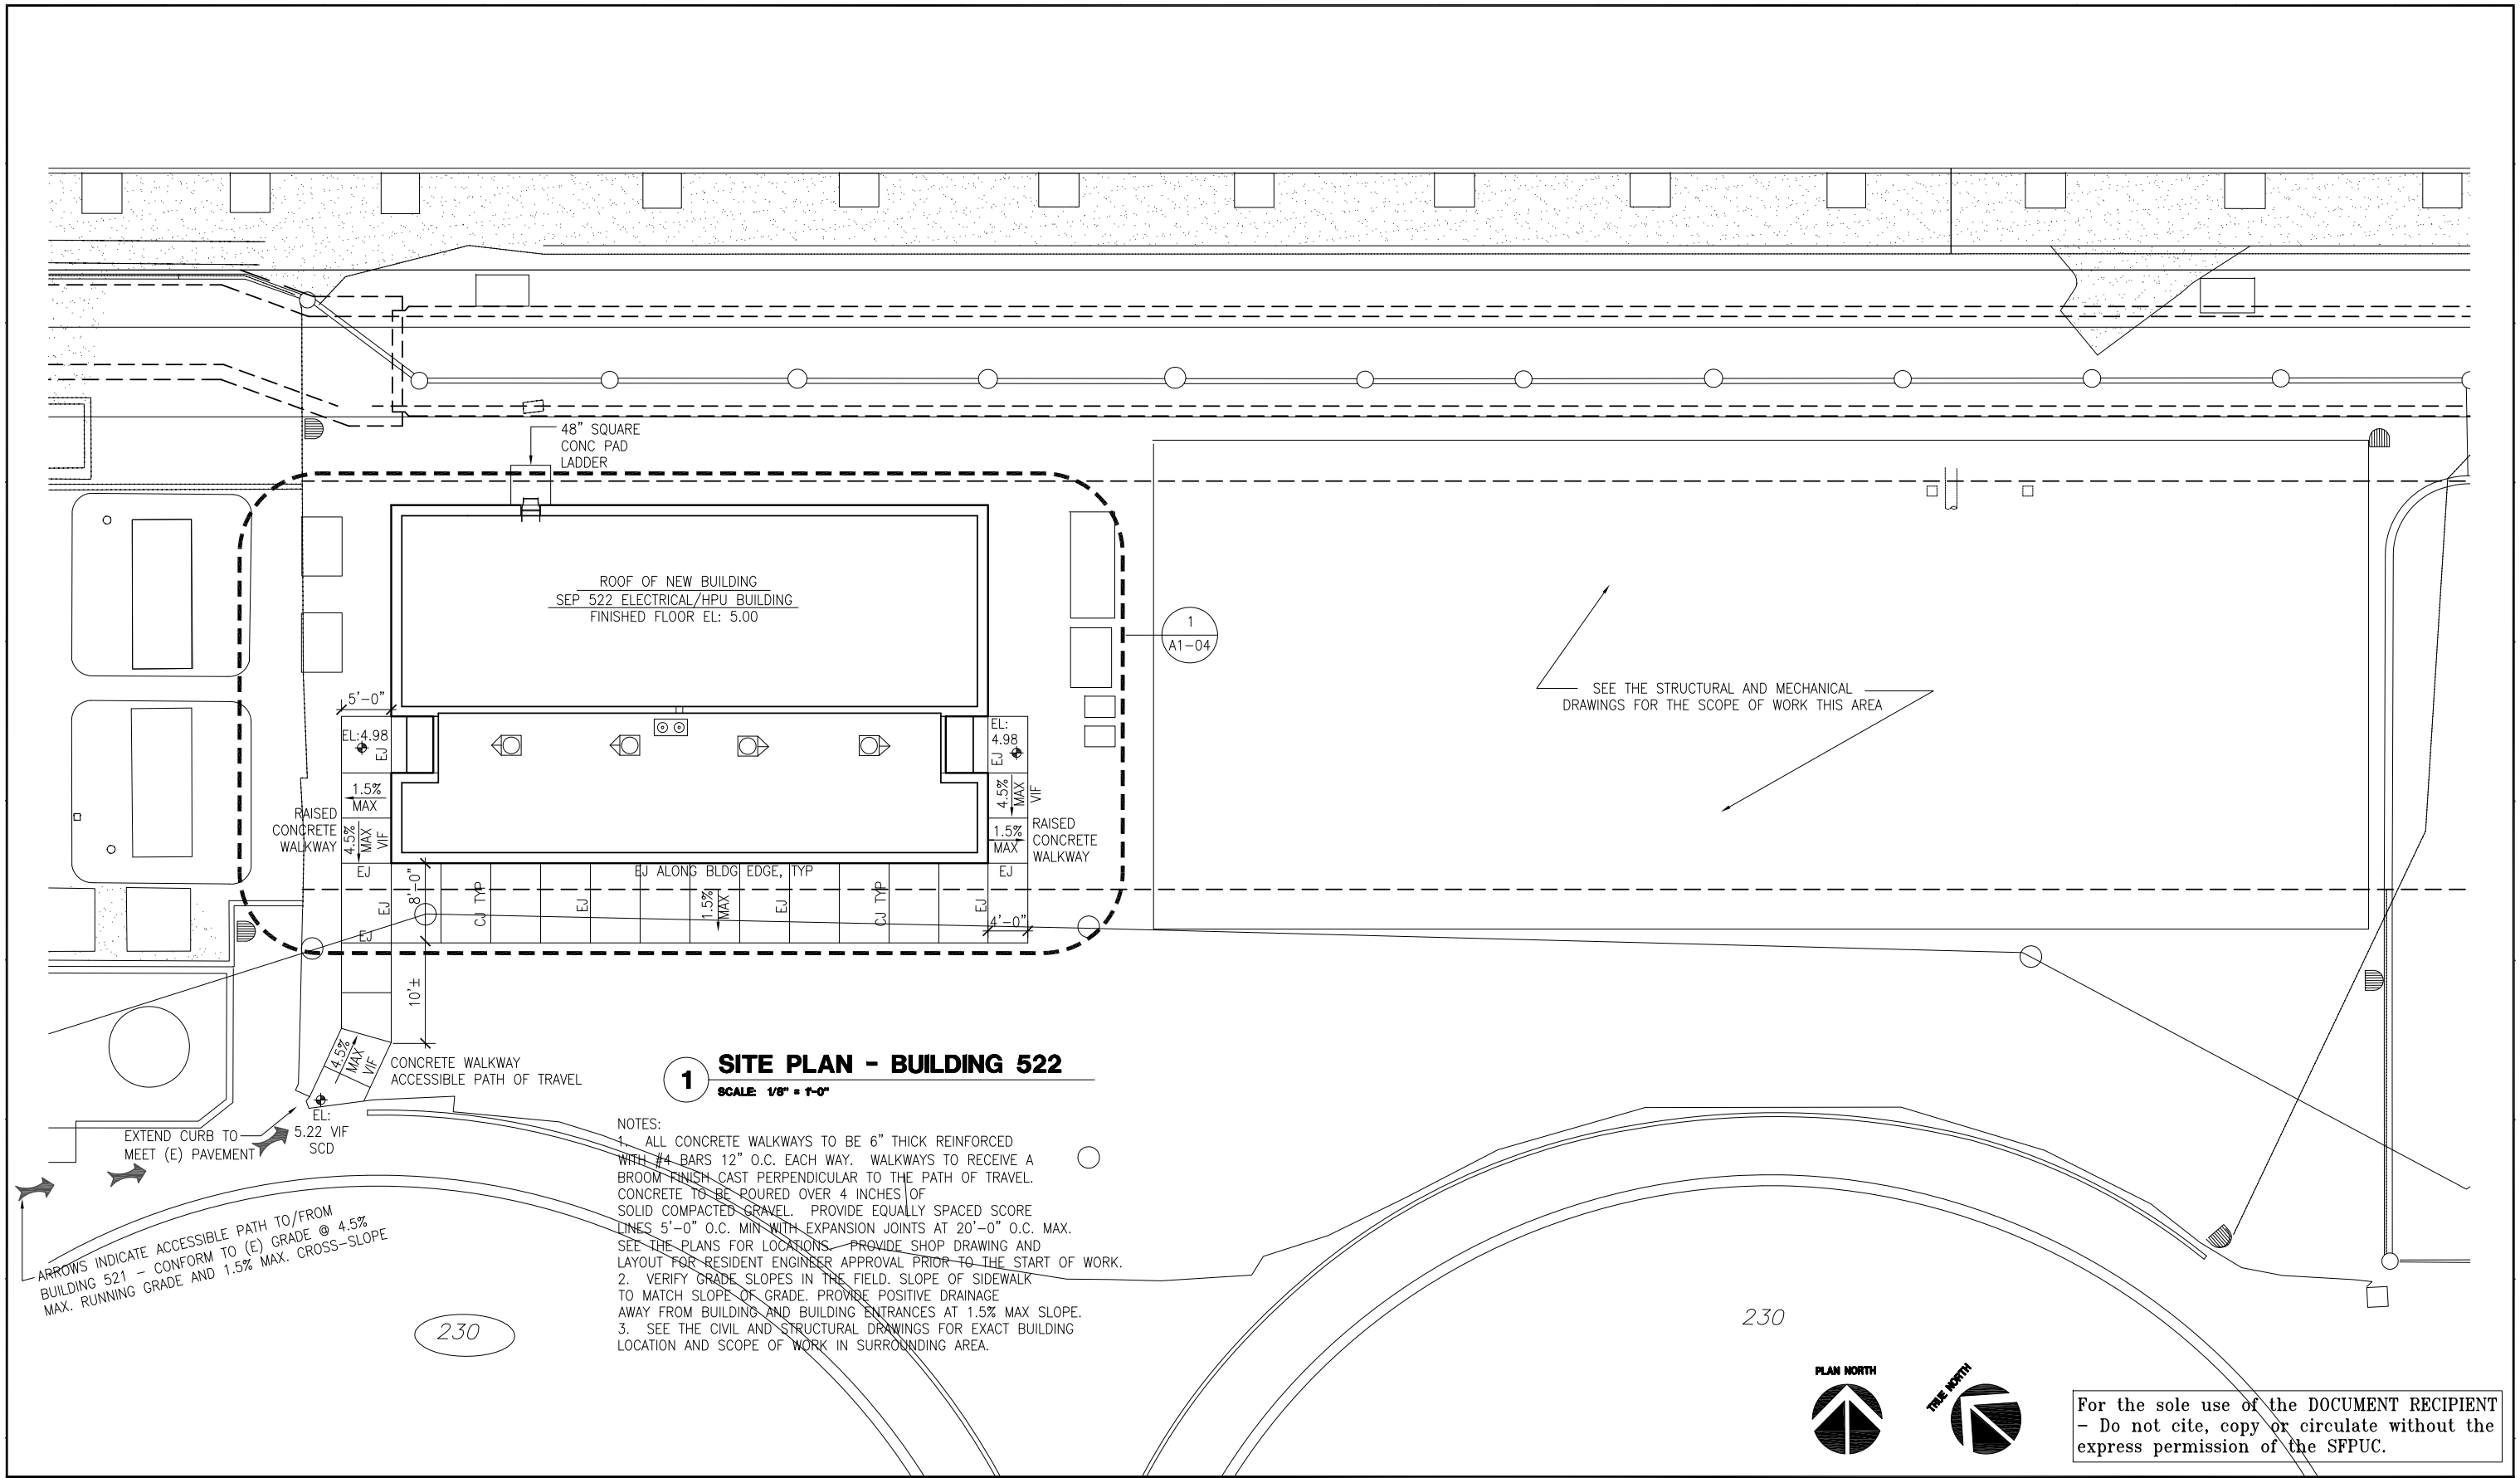 48" SQUARE
CONC PAD
LADDER
ROOF OF NEW BUILDING
SEP 522 ELECTRICAL/HPU BUILDING
FINISHED FLOOR EL: 5.00
1
A1-04
SEE THE STRUCTURAL AND MECHANICAL
DRAWINGS FOR THE SCOPE OF WORK THIS AREA
5'-0"
EL:4.98
EJ
1.5%
MAX
4.5%
MAX
VIF
RAISED
CONCRETE
WALKWAY
EJ
EL:
4.98
EJ
4.5%
MAX
VIF
1.5%
MAX
RAISED
CONCRETE
WALKWAY
EJ
EJ ALONG BLDG EDGE, TYP
8'-0"
EJ
EJ
CJ TYP
EJ
1.5%
MAX
EJ
CJ TYP
EJ
4'-0"
10'±
4.5%
MAX
VIF
CONCRETE WALKWAY
ACCESSIBLE PATH OF TRAVEL
EL:
5.22 VIF
SCD
EXTEND CURB TO
MEET (E) PAVEMENT
ARROWS INDICATE ACCESSIBLE PATH TO/FROM
BUILDING 521 - CONFORM TO (E) GRADE @ 4.5%
MAX. RUNNING GRADE AND 1.5% MAX. CROSS-SLOPE
1
SITE PLAN - BUILDING 522
SCALE: 1/8" = 1'-0"
NOTES:
1. ALL CONCRETE WALKWAYS TO BE 6" THICK REINFORCED
WITH #4 BARS 12" O.C. EACH WAY. WALKWAYS TO RECEIVE A
BROOM FINISH CAST PERPENDICULAR TO THE PATH OF TRAVEL.
CONCRETE TO BE POURED OVER 4 INCHES OF
SOLID COMPACTED GRAVEL. PROVIDE EQUALLY SPACED SCORE
LINES 5'-0" O.C. MIN WITH EXPANSION JOINTS AT 20'-0" O.C. MAX.
SEE THE PLANS FOR LOCATIONS. PROVIDE SHOP DRAWING AND
LAYOUT FOR RESIDENT ENGINEER APPROVAL PRIOR TO THE START OF WORK.
2. VERIFY GRADE SLOPES IN THE FIELD. SLOPE OF SIDEWALK
TO MATCH SLOPE OF GRADE. PROVIDE POSITIVE DRAINAGE
AWAY FROM BUILDING AND BUILDING ENTRANCES AT 1.5% MAX SLOPE.
3. SEE THE CIVIL AND STRUCTURAL DRAWINGS FOR EXACT BUILDING
LOCATION AND SCOPE OF WORK IN SURROUNDING AREA.
230
230
PLAN NORTH
TRUE NORTH
For the sole use of the DOCUMENT RECIPIENT
- Do not cite, copy or circulate without the
express permission of the SFPUC.